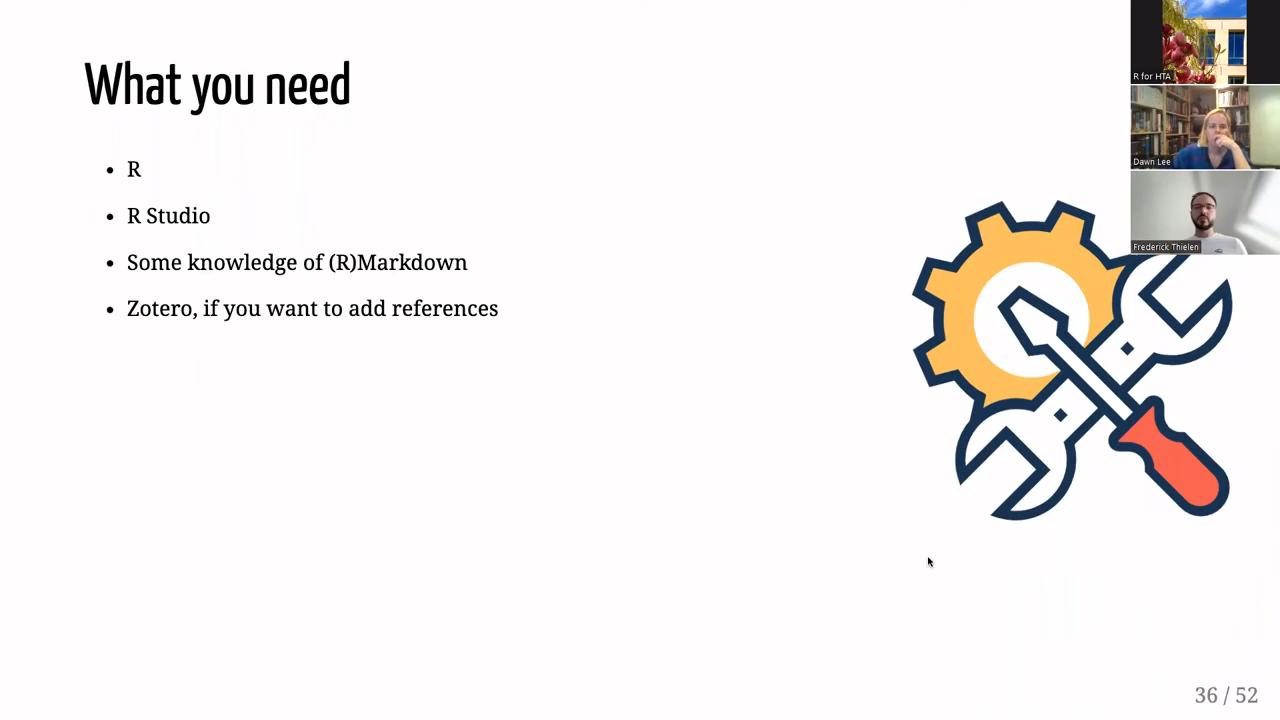 What you need
• R
• R Studio
• Some knowledge of (R)Markdown
• Zotero, if you want to add references
R for HTA
Dawn Lee
Frederick Thielen
36 / 52